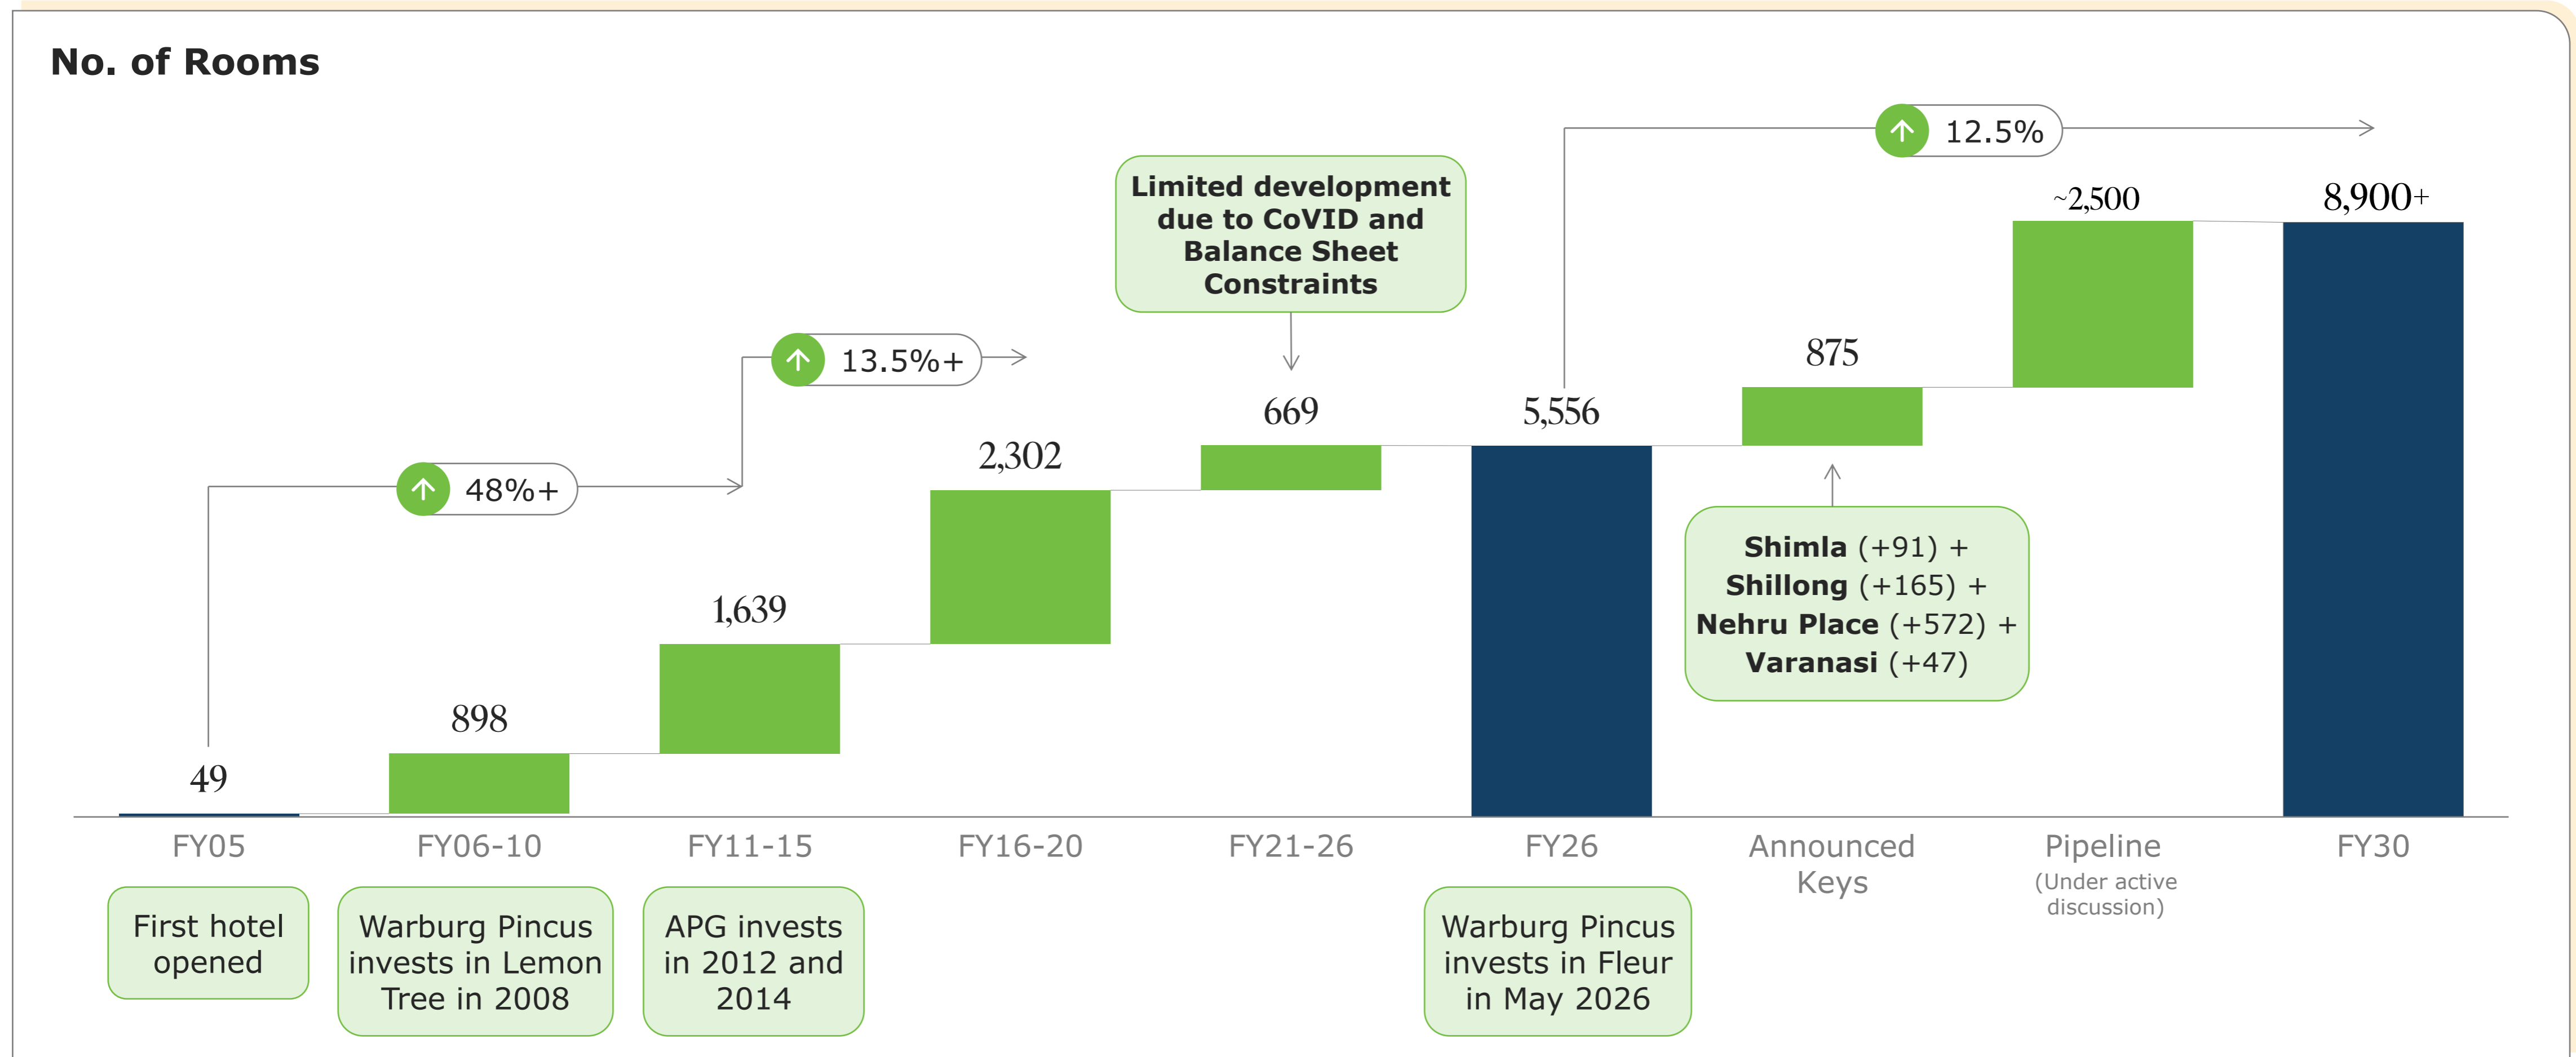 No. of Rooms
12.5%
Limited development
due to CoVID and
Balance Sheet
Constraints
~2,500
8,900+
13.5%+
875
669
5,556
2,302
48%+
Shimla (+91) +
Shillong (+165) +
Nehru Place (+572) +
Varanasi (+47)
1,639
898
49
FY05
FY06-10
FY11-15
FY16-20
FY21-26
FY26
Announced
Keys
Pipeline
(Under active
discussion)
FY30
First hotel
opened
Warburg Pincus
invests in Lemon
Tree in 2008
APG invests
in 2012 and
2014
Warburg Pincus
invests in Fleur
in May 2026